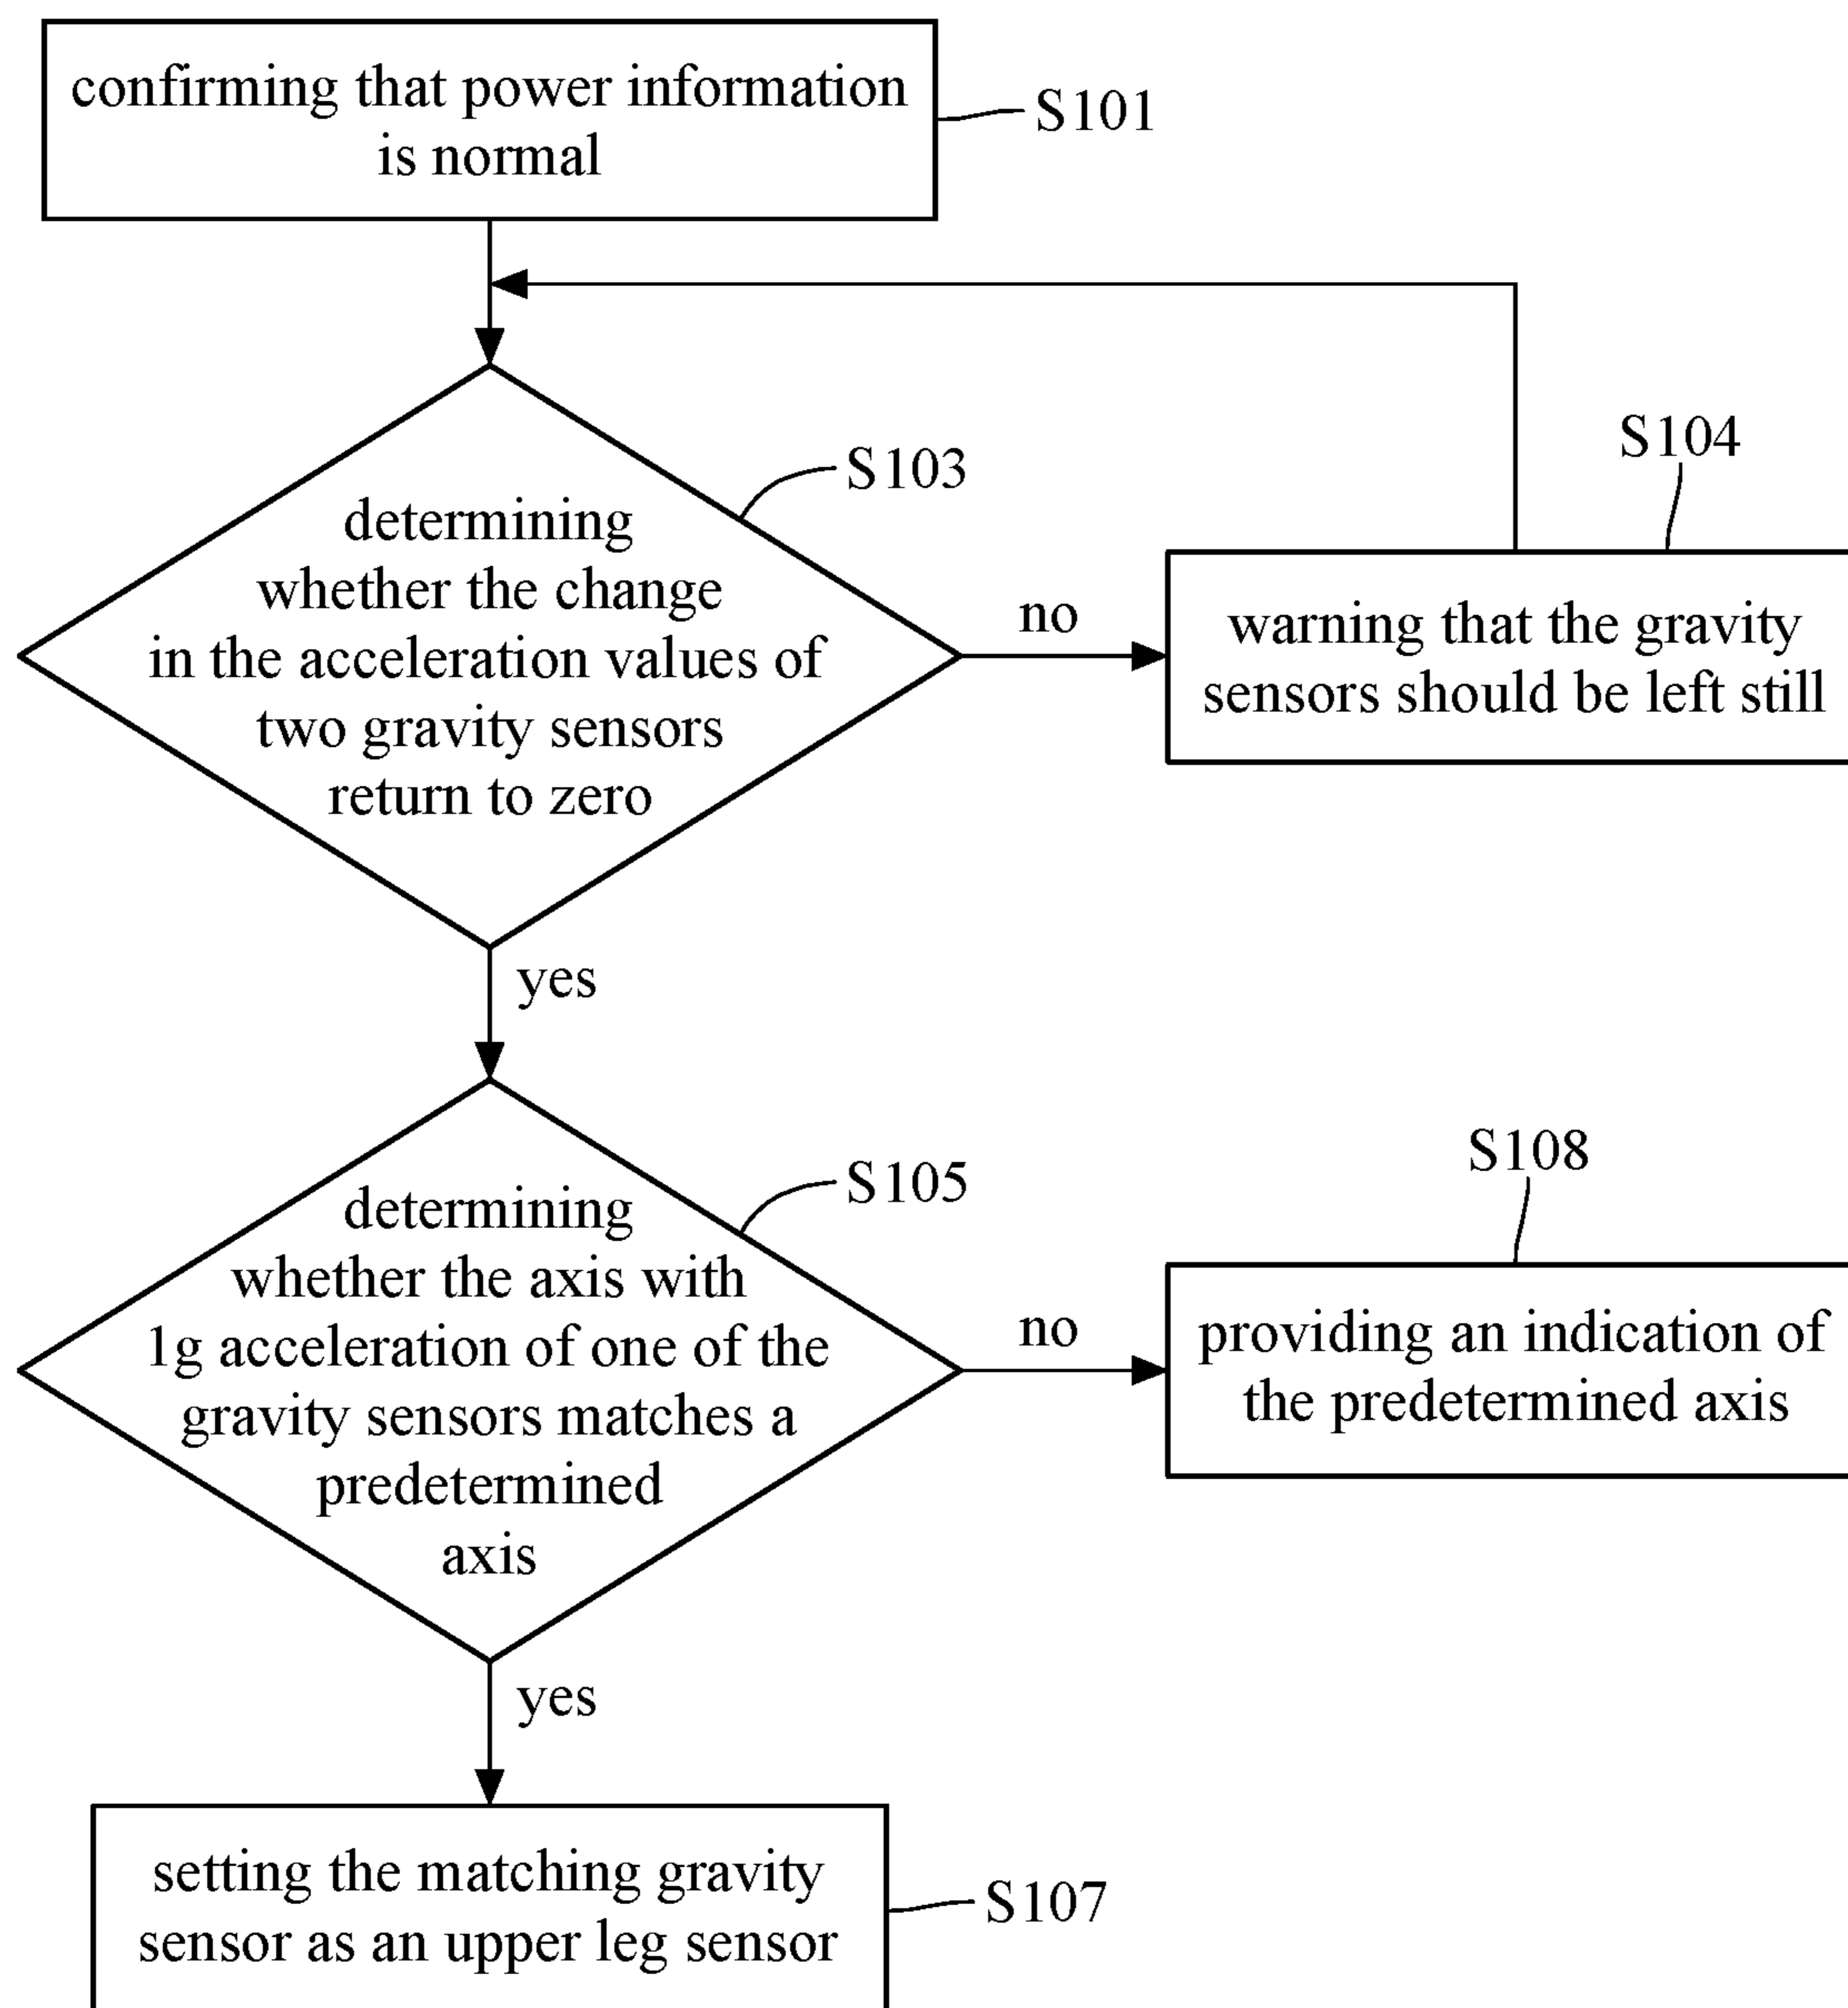 confirming that power information
is normal
S101
S103
determining
whether the change
in the acceleration values of
two gravity sensors
return to zero
no
S104
warning that the gravity
sensors should be left still
yes
S105
determining
whether the axis with
1g acceleration of one of the
gravity sensors matches a
predetermined
axis
no
S108
providing an indication of
the predetermined axis
yes
setting the matching gravity
sensor as an upper leg sensor
S107